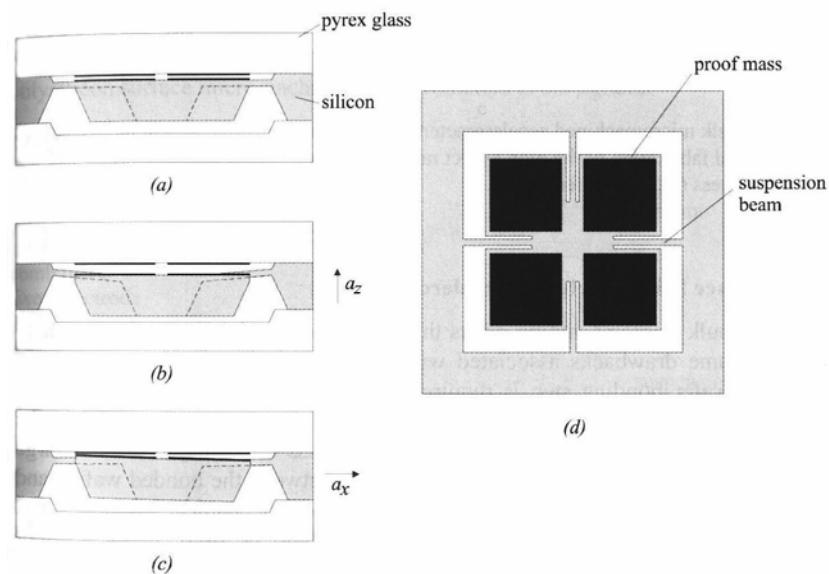 pyrex glass
silicon
(a)
a_z
(b)
a_x
(c)
proof mass
suspension
beam
(d)